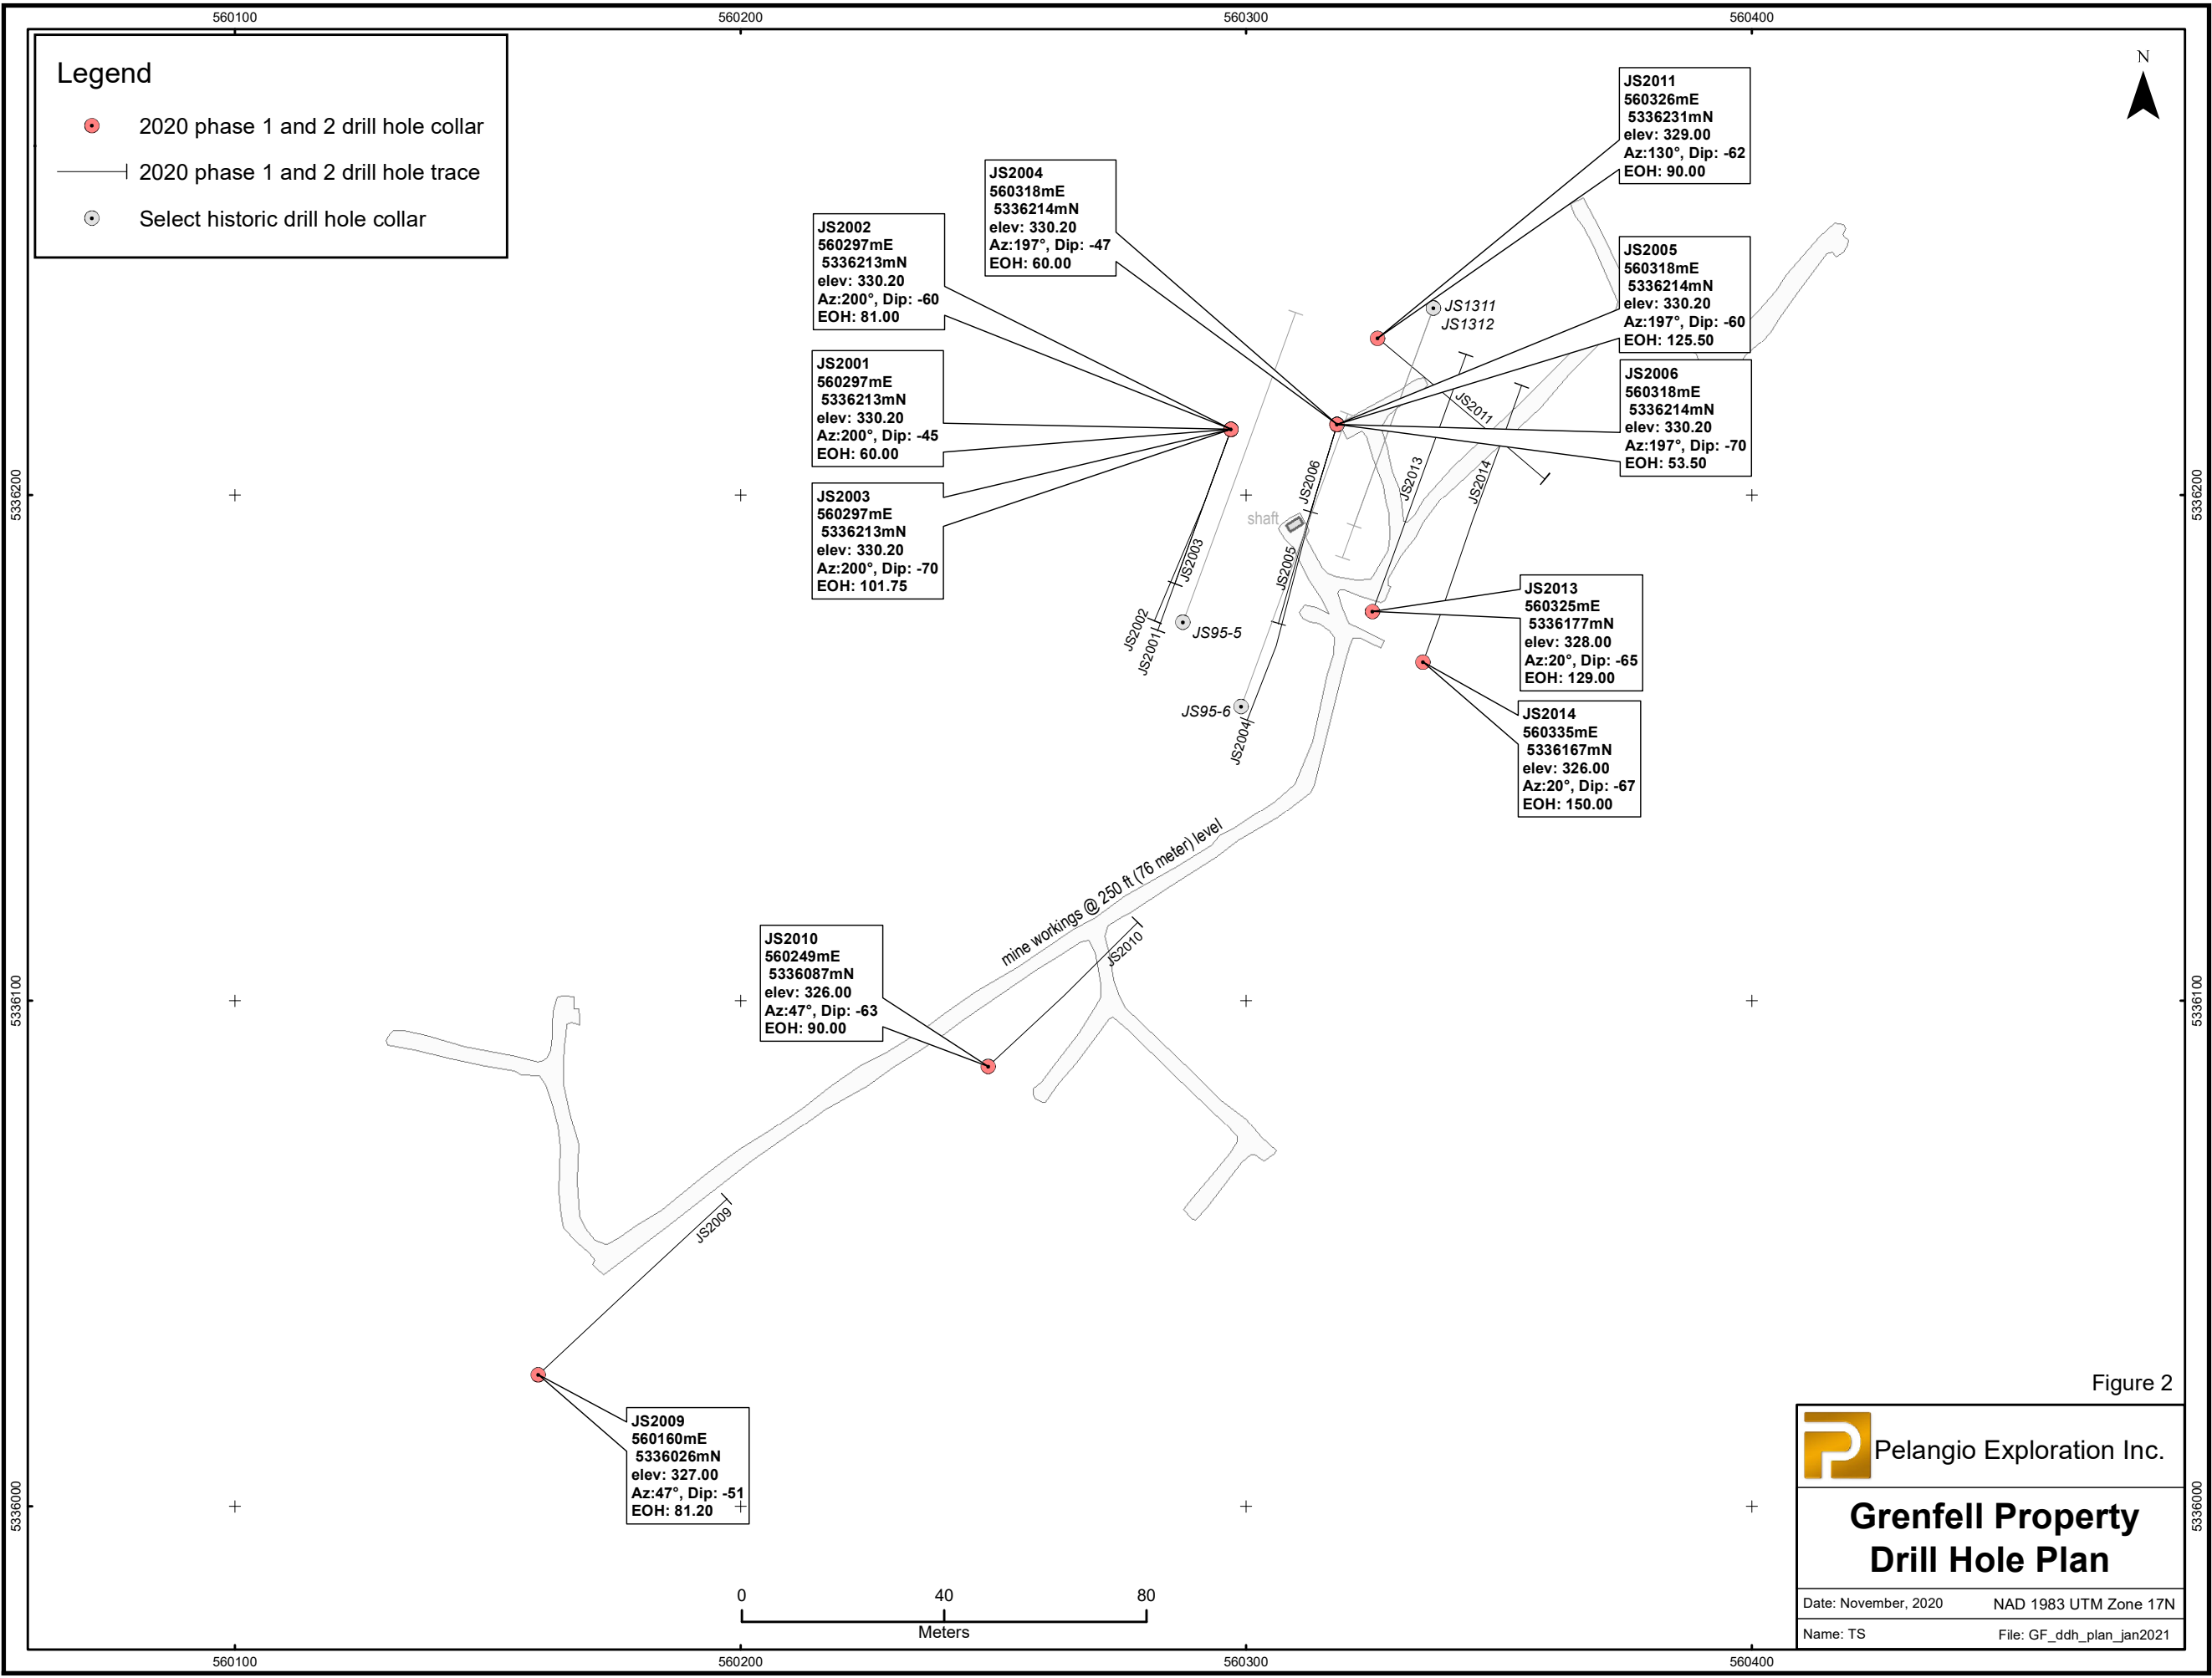 560100
560200
560300
560400
Legend
2020 phase 1 and 2 drill hole collar
2020 phase 1 and 2 drill hole trace
Select historic drill hole collar
N
JS2011
560326mE
5336231mN
elev: 329.00
Az:130°, Dip: -62
EOH: 90.00
JS2004
560318mE
5336214mN
elev: 330.20
Az:197°, Dip: -47
EOH: 60.00
JS2002
560297mE
5336213mN
elev: 330.20
Az:200°, Dip: -60
EOH: 81.00
JS2005
560318mE
5336214mN
elev: 330.20
Az:197°, Dip: -60
EOH: 125.50
JS1311
JS1312
JS2001
560297mE
5336213mN
elev: 330.20
Az:200°, Dip: -45
EOH: 60.00
JS2006
560318mE
5336214mN
elev: 330.20
Az:197°, Dip: -70
EOH: 53.50
JS2003
560297mE
5336213mN
elev: 330.20
Az:200°, Dip: -70
EOH: 101.75
JS2011
JS2013
JS2014
JS2006
5336200
5336200
shaft
JS2003
JS2005
JS2002
JS2001
JS95-5
JS2013
560325mE
5336177mN
elev: 328.00
Az:20°, Dip: -65
EOH: 129.00
JS95-6
JS2004
JS2014
560335mE
5336167mN
elev: 326.00
Az:20°, Dip: -67
EOH: 150.00
mine workings @ 250 ft (76 meter) level
JS2010
560249mE
5336087mN
elev: 326.00
Az:47°, Dip: -63
EOH: 90.00
JS2010
5336100
5336100
JS2009
JS2009
560160mE
5336026mN
elev: 327.00
Az:47°, Dip: -51
EOH: 81.20
5336000
5336000
Figure 2
Pelangio Exploration Inc.
Grenfell Property
Drill Hole Plan
Date: November, 2020
NAD 1983 UTM Zone 17N
Name: TS
File: GF_ddh_plan_jan2021
0
40
80
Meters
560100
560200
560300
560400